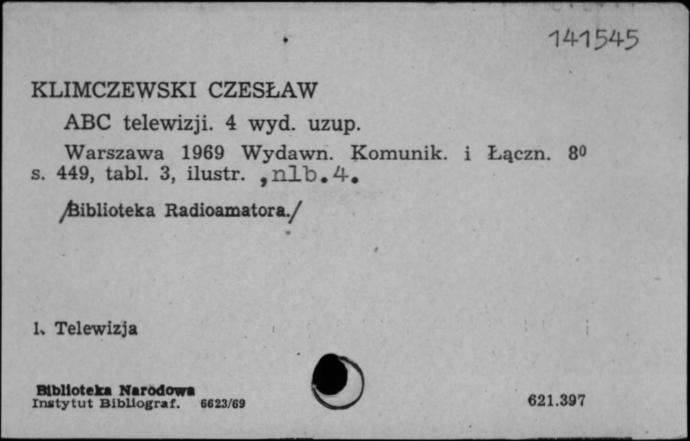 141545
KLIMCZEWSKI CZESŁAW
ABC telewizji. 4 wyd. uzup.
Warszawa 1969 Wydawn. Komunik. i Łączn. 8⁰
s. 449, tabl. 3, ilustr. ,nlb.4.
/Biblioteka Radioamatora./
1. Telewizja
Biblioteka Narodowa
Instytut Bibliograf. 6623/69
621.397